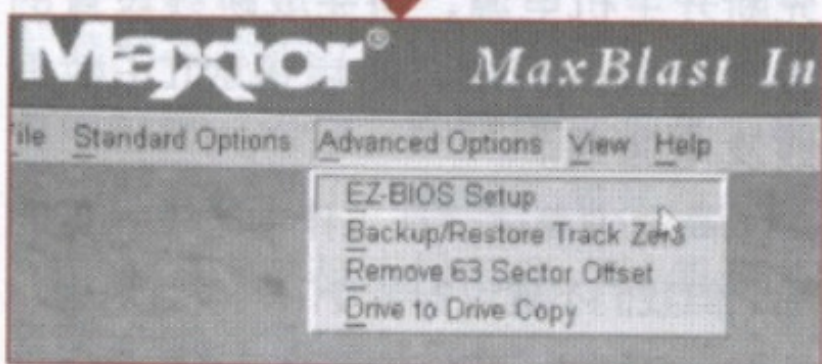 Maxtor® MaxBlast In
ile Standard Options Advanced Options View Help
EZ-BIOS Setup
Backup/Restore Track Zero
Remove 63 Sector Offset
Drive to Drive Copy